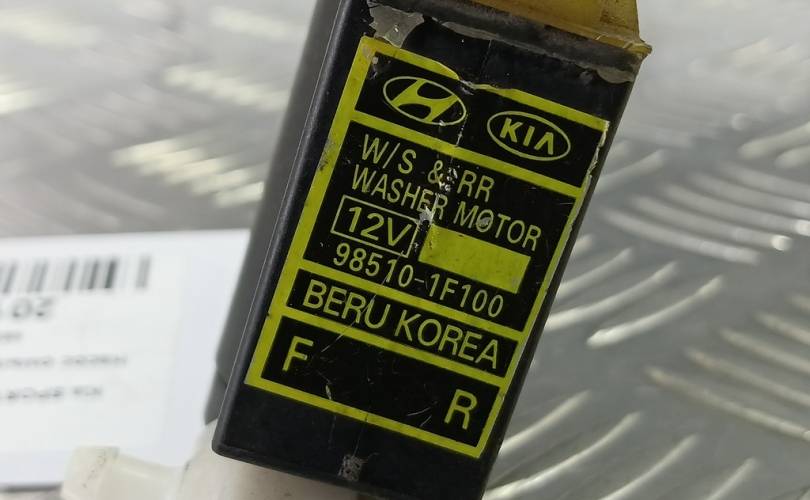 KIA
W/S & RR
WASHER MOTOR
12V
98510-1F100
BERU KOREA
F
R